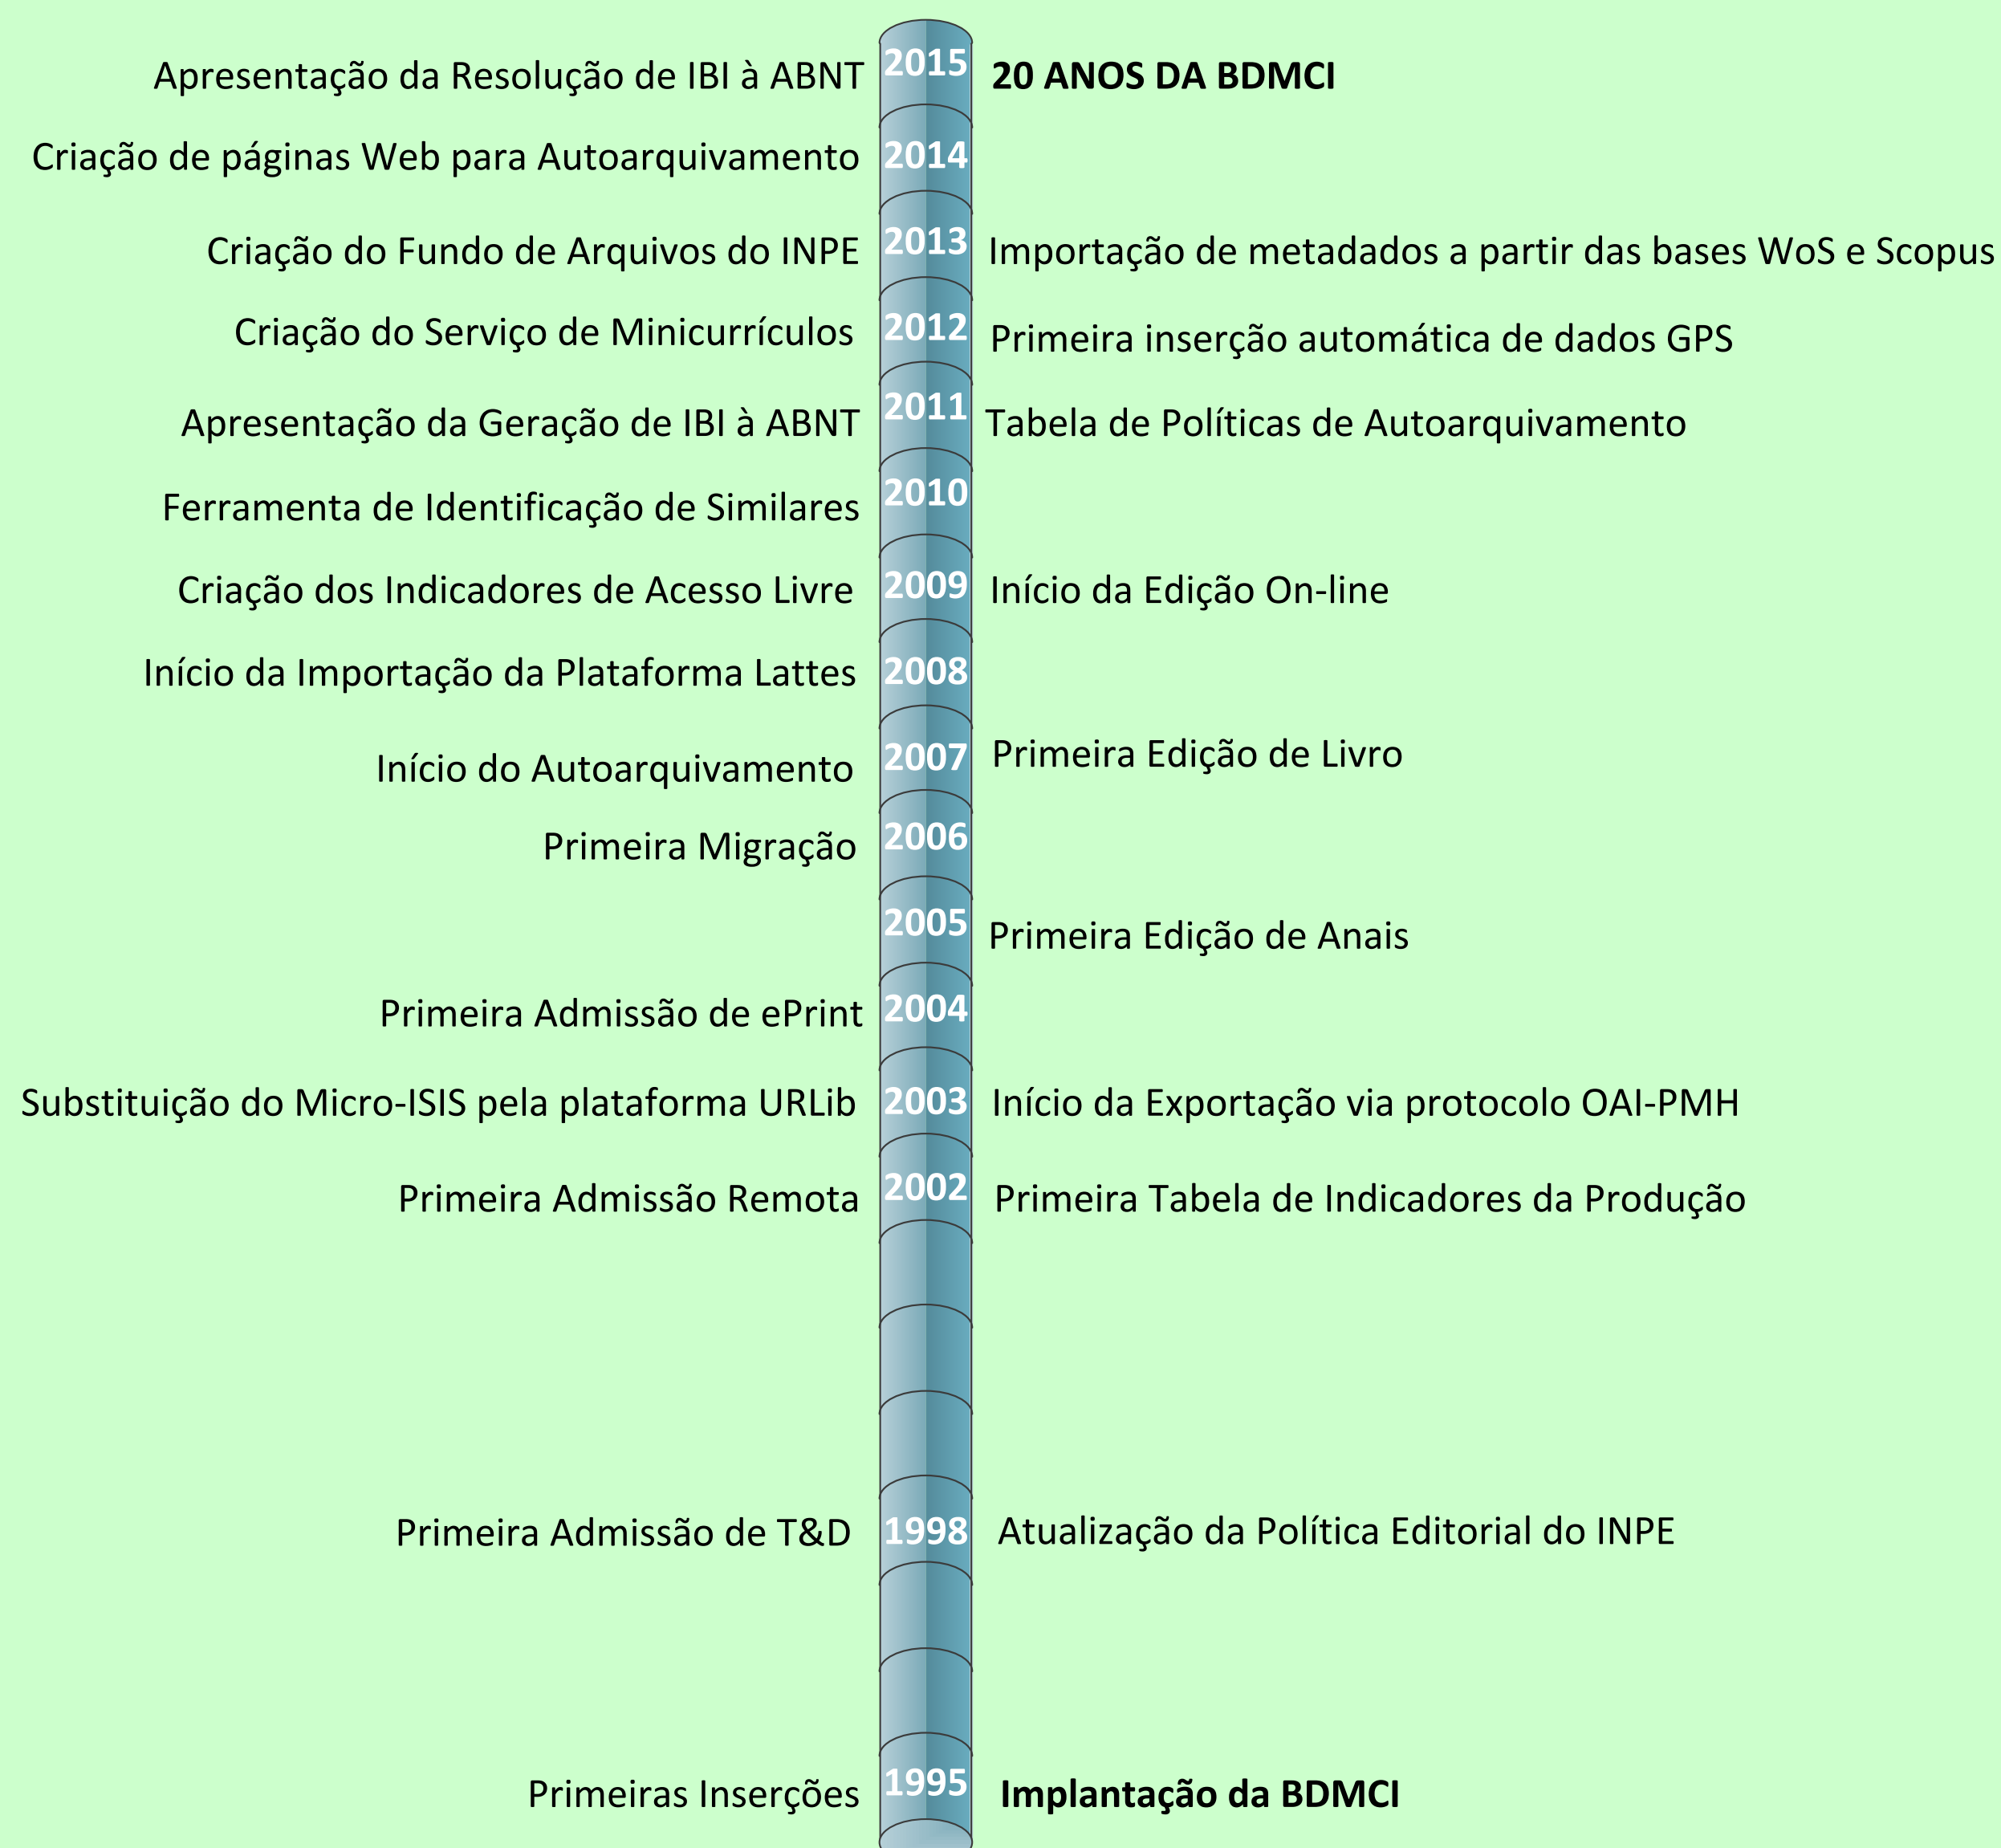 Apresentação da Resolução de IBI à ABNT 2015 20 ANOS DA BDMCI
Criação de páginas Web para Autoarquivamento 2014
Criação do Fundo de Arquivos do INPE 2013 Importação de metadados a partir das bases WoS e Scopus
Criação do Serviço de Minicurrículos 2012 Primeira inserção automática de dados GPS
Apresentação da Geração de IBI à ABNT 2011 Tabela de Políticas de Autoarquivamento
Ferramenta de Identificação de Similares 2010
Criação dos Indicadores de Acesso Livre 2009 Início da Edição On-line
Início da Importação da Plataforma Lattes 2008
Início do Autoarquivamento 2007 Primeira Edição de Livro
Primeira Migração 2006
2005 Primeira Edição de Anais
Primeira Admissão de ePrint 2004
Substituição do Micro-ISIS pela plataforma URLib 2003 Início da Exportação via protocolo OAI-PMH
Primeira Admissão Remota 2002 Primeira Tabela de Indicadores da Produção
Primeira Admissão de T&D 1998 Atualização da Política Editorial do INPE
Primeiras Inserções 1995 Implantação da BDMCI